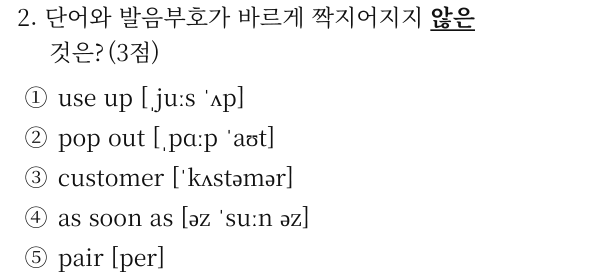 2. 단어와 발음부호가 바르게 짝지어지지 않은
것은? (3점)
① use up [ˌjuːs ˈʌp]
② pop out [ˌpɑːp ˈaʊt]
③ customer [ˈkʌstəmər]
④ as soon as [əz ˈsuːn əz]
⑤ pair [per]